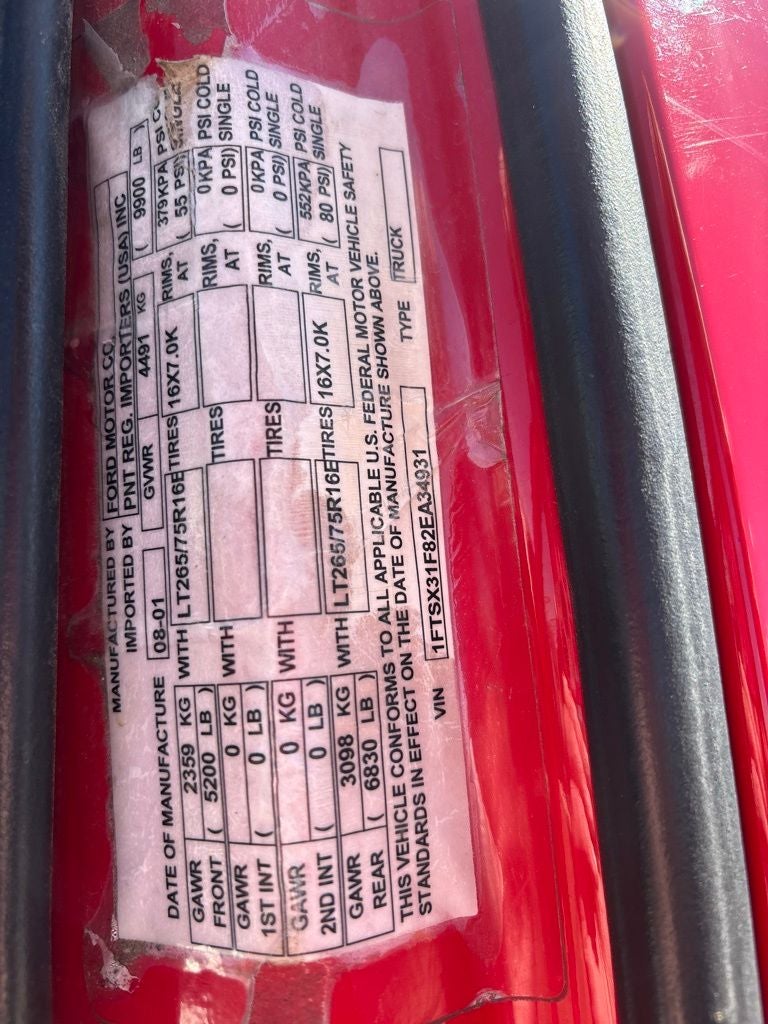 MANUFACTURED BY FORD MOTOR CO.
IMPORTED BY PNT REG. IMPORTERS (USA) INC
DATE OF MANUFACTURE 08-01 GVWR 4491 KG ( 9900 LB )
GAWR 2359 KG WITH LT265/75R16E TIRES 16X7.0K RIMS, 379KPA PSI
FRONT ( 5200 LB ) AT ( 55 PSI) SINGLE
GAWR 0 KG WITH TIRES RIMS, 0KPA PSI COLD
1ST INT ( 0 LB ) AT ( 0 PSI) SINGLE
GAWR 0 KG WITH TIRES RIMS, 0KPA PSI COLD
2ND INT ( 0 LB ) AT ( 0 PSI) SINGLE
GAWR 3098 KG WITH LT265/75R16E TIRES 16X7.0K RIMS, 552KPA PSI COLD
REAR ( 6830 LB ) AT ( 80 PSI) SINGLE
THIS VEHICLE CONFORMS TO ALL APPLICABLE U.S. FEDERAL MOTOR VEHICLE SAFETY
STANDARDS IN EFFECT ON THE DATE OF MANUFACTURE SHOWN ABOVE.
VIN 1FTSX31F82EA34931 TYPE TRUCK